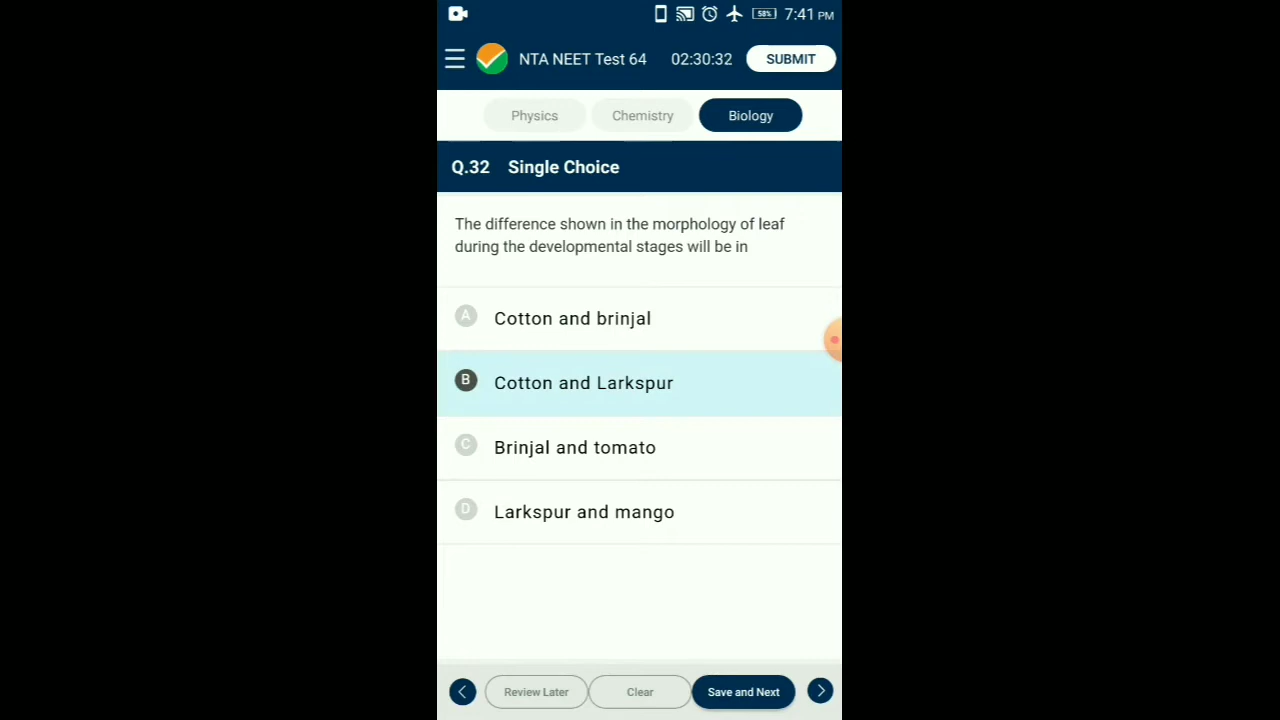 58% 7:41 PM
NTA NEET Test 64 02:30:32 SUBMIT
Physics Chemistry Biology
Q.32 Single Choice
The difference shown in the morphology of leaf
during the developmental stages will be in
A Cotton and brinjal
B Cotton and Larkspur
C Brinjal and tomato
D Larkspur and mango
Review Later Clear Save and Next